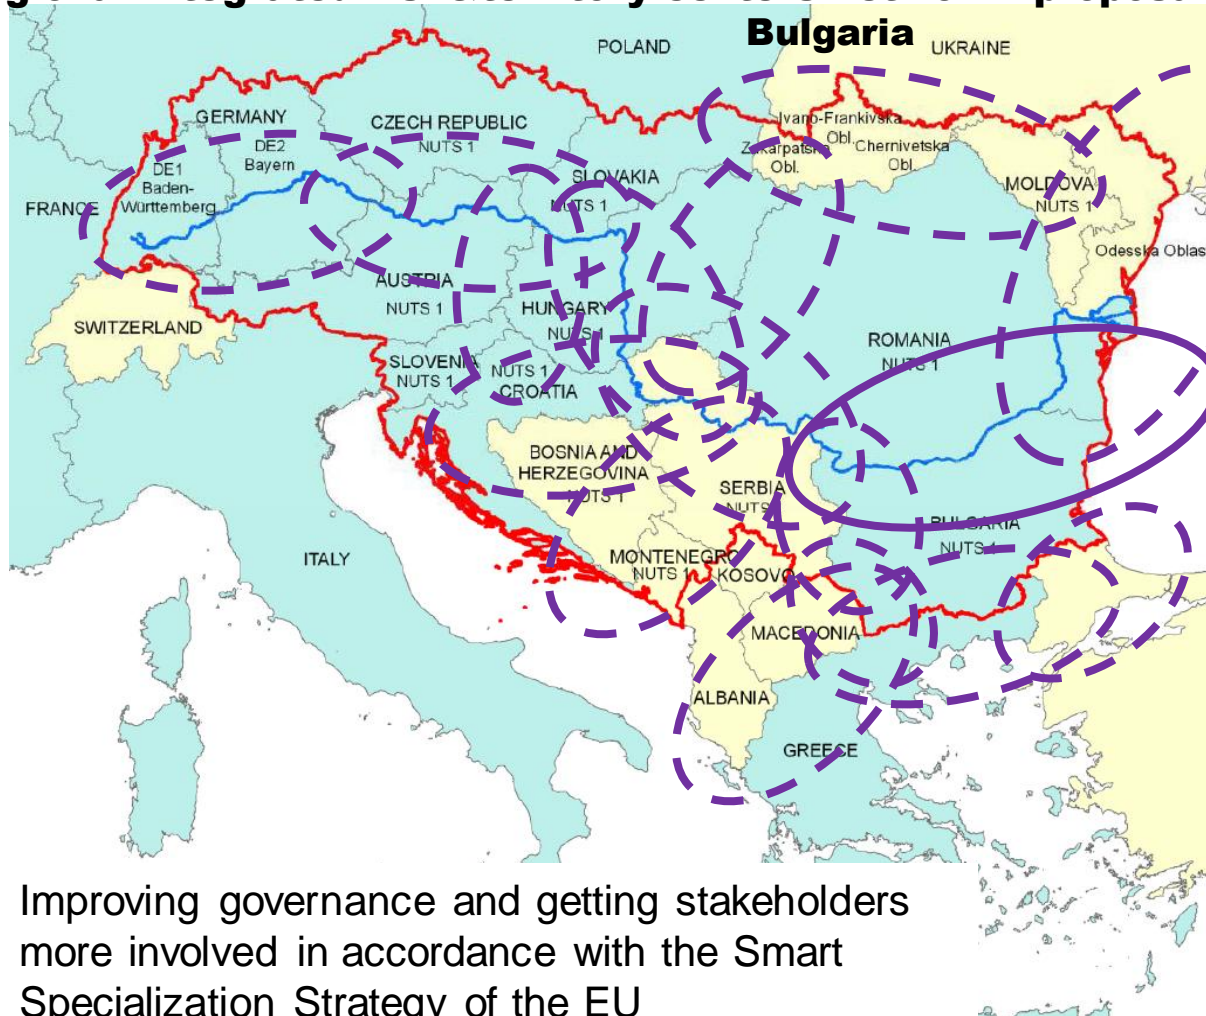 Bulgaria
POLAND
UKRAINE
GERMANY
CZECH REPUBLIC
NUTS 1
Ivano-Frankivska
Obl.
Zakarpatska
Obl.
Chernivetska
Obl.
DE2
Bayern
DE1
Baden-
Württemberg
SLOVAKIA
NUTS 1
MOLDOVA
NUTS 1
FRANCE
Odesska Oblas
AUSTRIA
NUTS 1
HUNGARY
NUTS 1
SWITZERLAND
ROMANIA
NUTS 1
SLOVENIA
NUTS 1
NUTS 1
CROATIA
BOSNIA AND
HERZEGOVINA
NUTS 1
SERBIA
NUTS
BULGARIA
NUTS 1
ITALY
MONTENEGRO
NUTS 1
KOSOVO
MACEDONIA
ALBANIA
GREECE
Improving governance and getting stakeholders
more involved in accordance with the Smart
Specialization Strategy of the EU